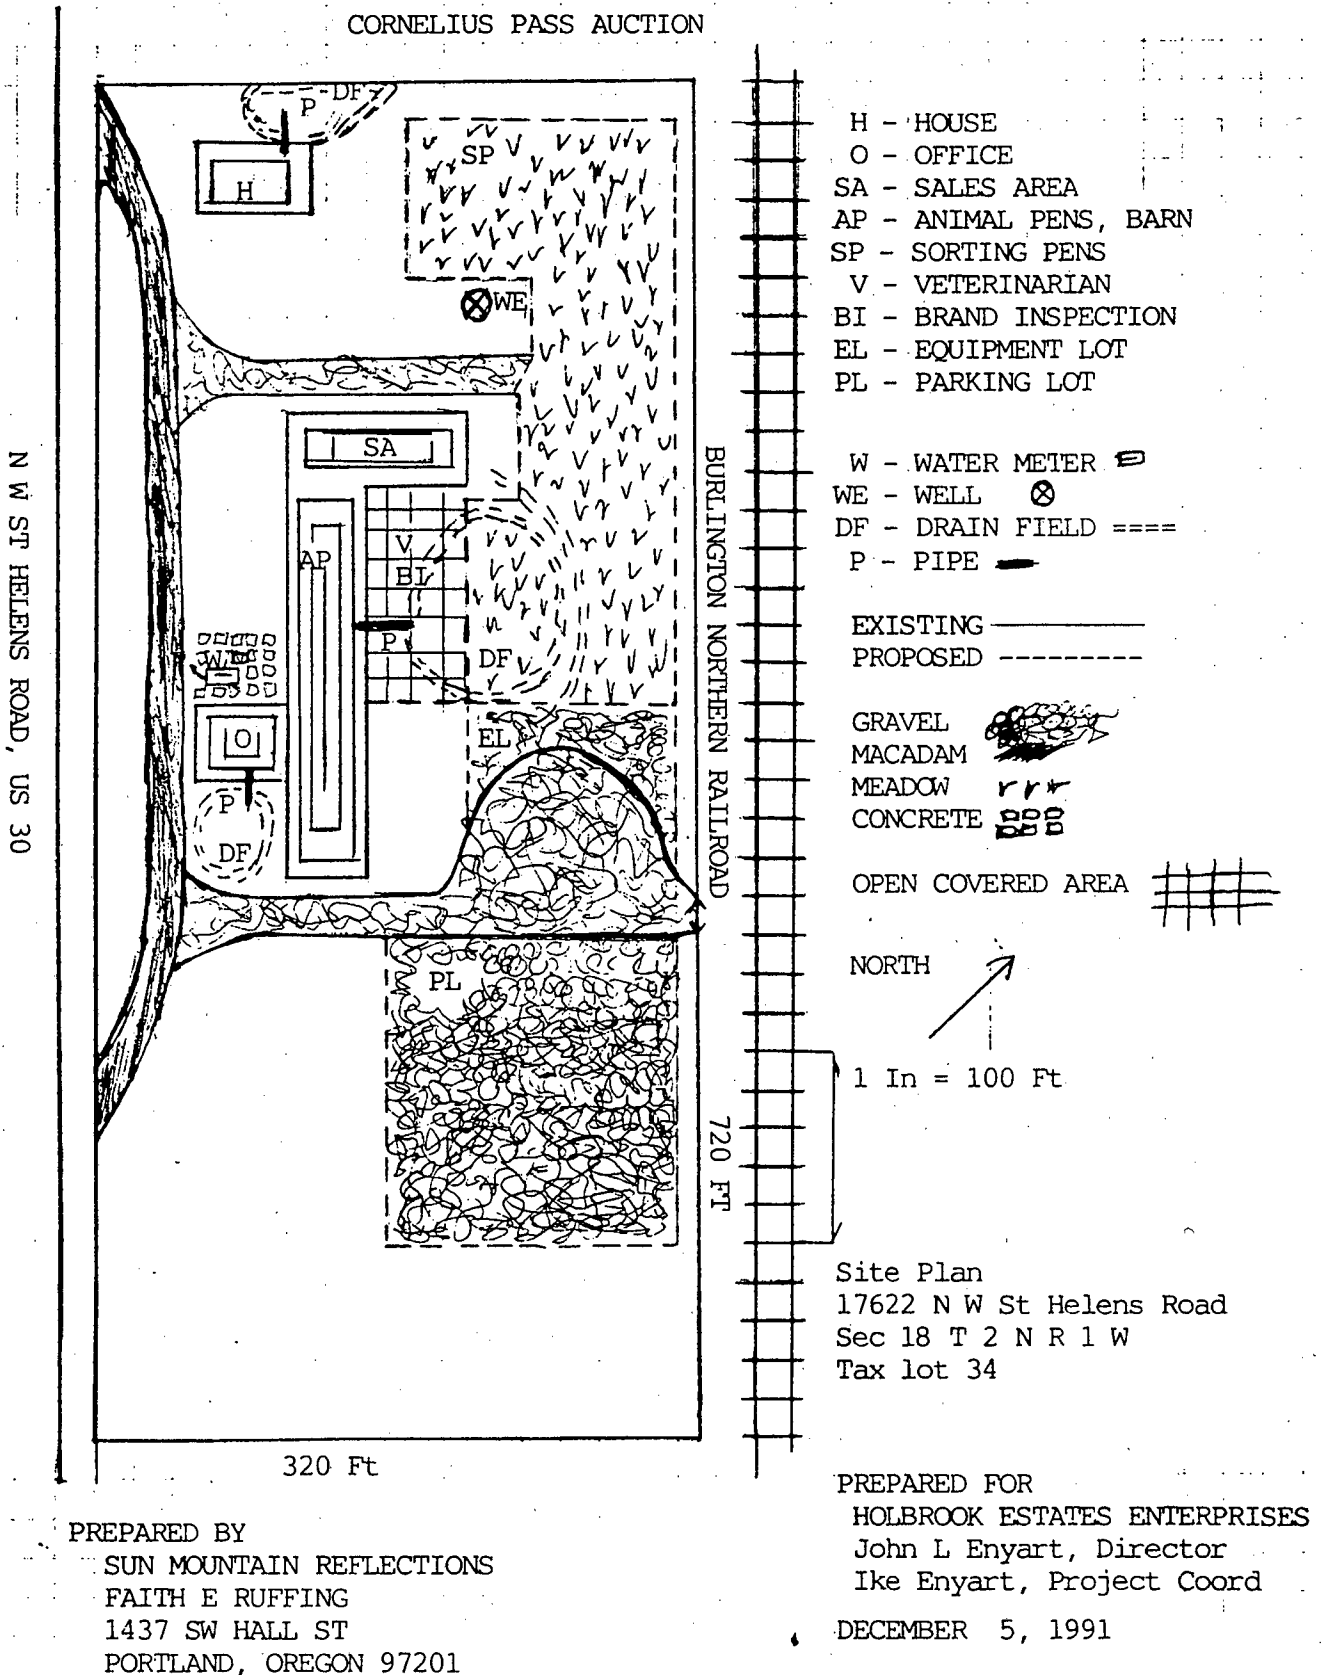 CORNELIUS PASS AUCTION
P
DF
H
SP
WE
SA
AP
V
BI
P
DF
W
O
EL
P
DF
PL
N W ST HELENS ROAD, US 30
BURLINGTON NORTHERN RAILROAD
720 FT
320 Ft
H - HOUSE
O - OFFICE
SA - SALES AREA
AP - ANIMAL PENS, BARN
SP - SORTING PENS
V - VETERINARIAN
BI - BRAND INSPECTION
EL - EQUIPMENT LOT
PL - PARKING LOT
W - WATER METER
WE - WELL
DF - DRAIN FIELD ====
P - PIPE
EXISTING
PROPOSED
GRAVEL
MACADAM
MEADOW
CONCRETE
OPEN COVERED AREA
NORTH
1 In = 100 Ft
Site Plan
17622 N W St Helens Road
Sec 18 T 2 N R 1 W
Tax lot 34
PREPARED BY
SUN MOUNTAIN REFLECTIONS
FAITH E RUFFING
1437 SW HALL ST
PORTLAND, OREGON 97201
PREPARED FOR
HOLBROOK ESTATES ENTERPRISES
John L Enyart, Director
Ike Enyart, Project Coord
DECEMBER 5, 1991